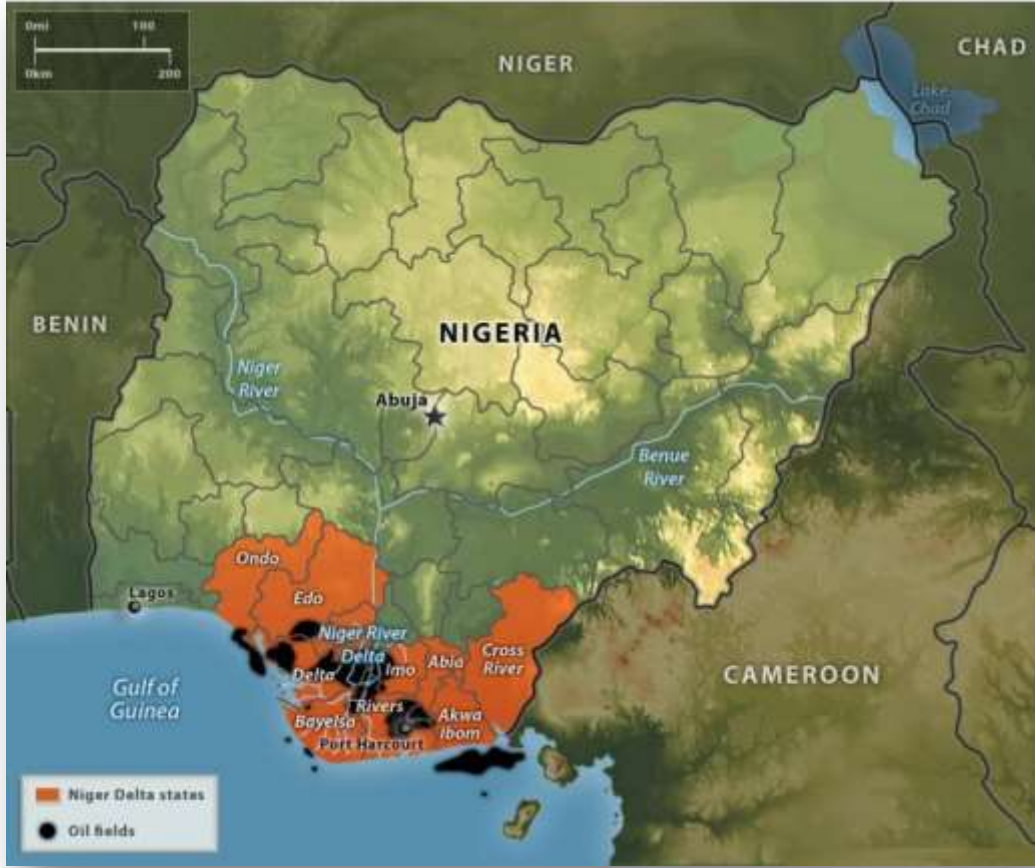 0mi 100
0km 200
NIGER
CHAD
Lake
Chad
BENIN
NIGERIA
Niger
River
Abuja
Benue
River
Ondo
Lagos
Edo
Niger River
Delta
Cross
River
Abia
Imo
Delta
Rivers
Bayelsa
Akwa
Ibom
Port Harcourt
Gulf of
Guinea
CAMEROON
Niger Delta states
Oil fields